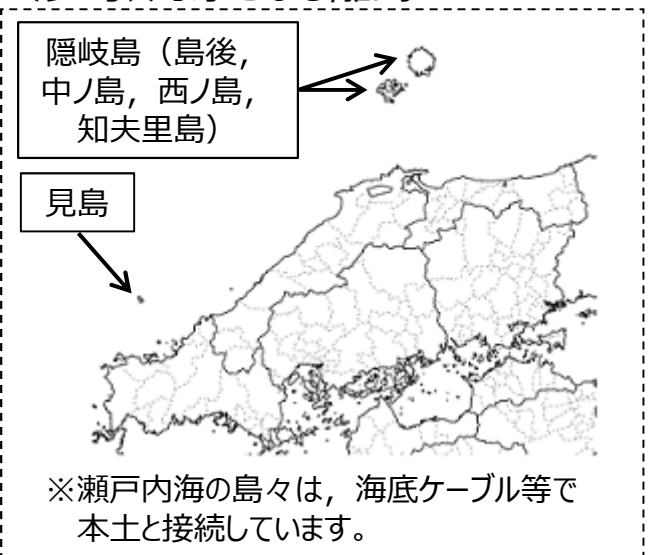 隠岐島（島後，
中ノ島，西ノ島，
知夫里島）
見島
※瀬戸内海の島々は，海底ケーブル等で
本土と接続しています。